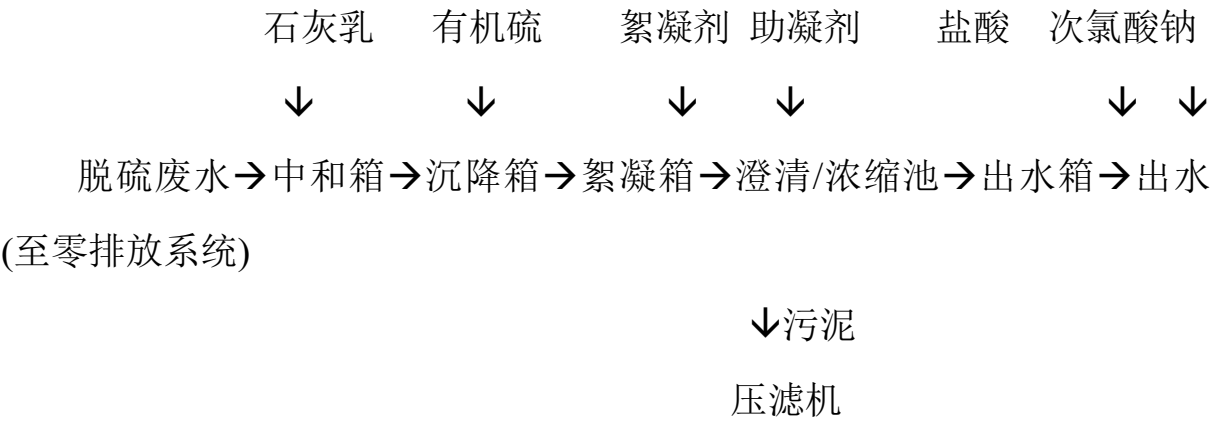 石灰乳 有机硫 絮凝剂 助凝剂 盐酸 次氯酸钠
↓ ↓ ↓ ↓ ↓ ↓
脱硫废水→中和箱→沉降箱→絮凝箱→澄清/浓缩池→出水箱→出水
(至零排放系统)
↓污泥
压滤机